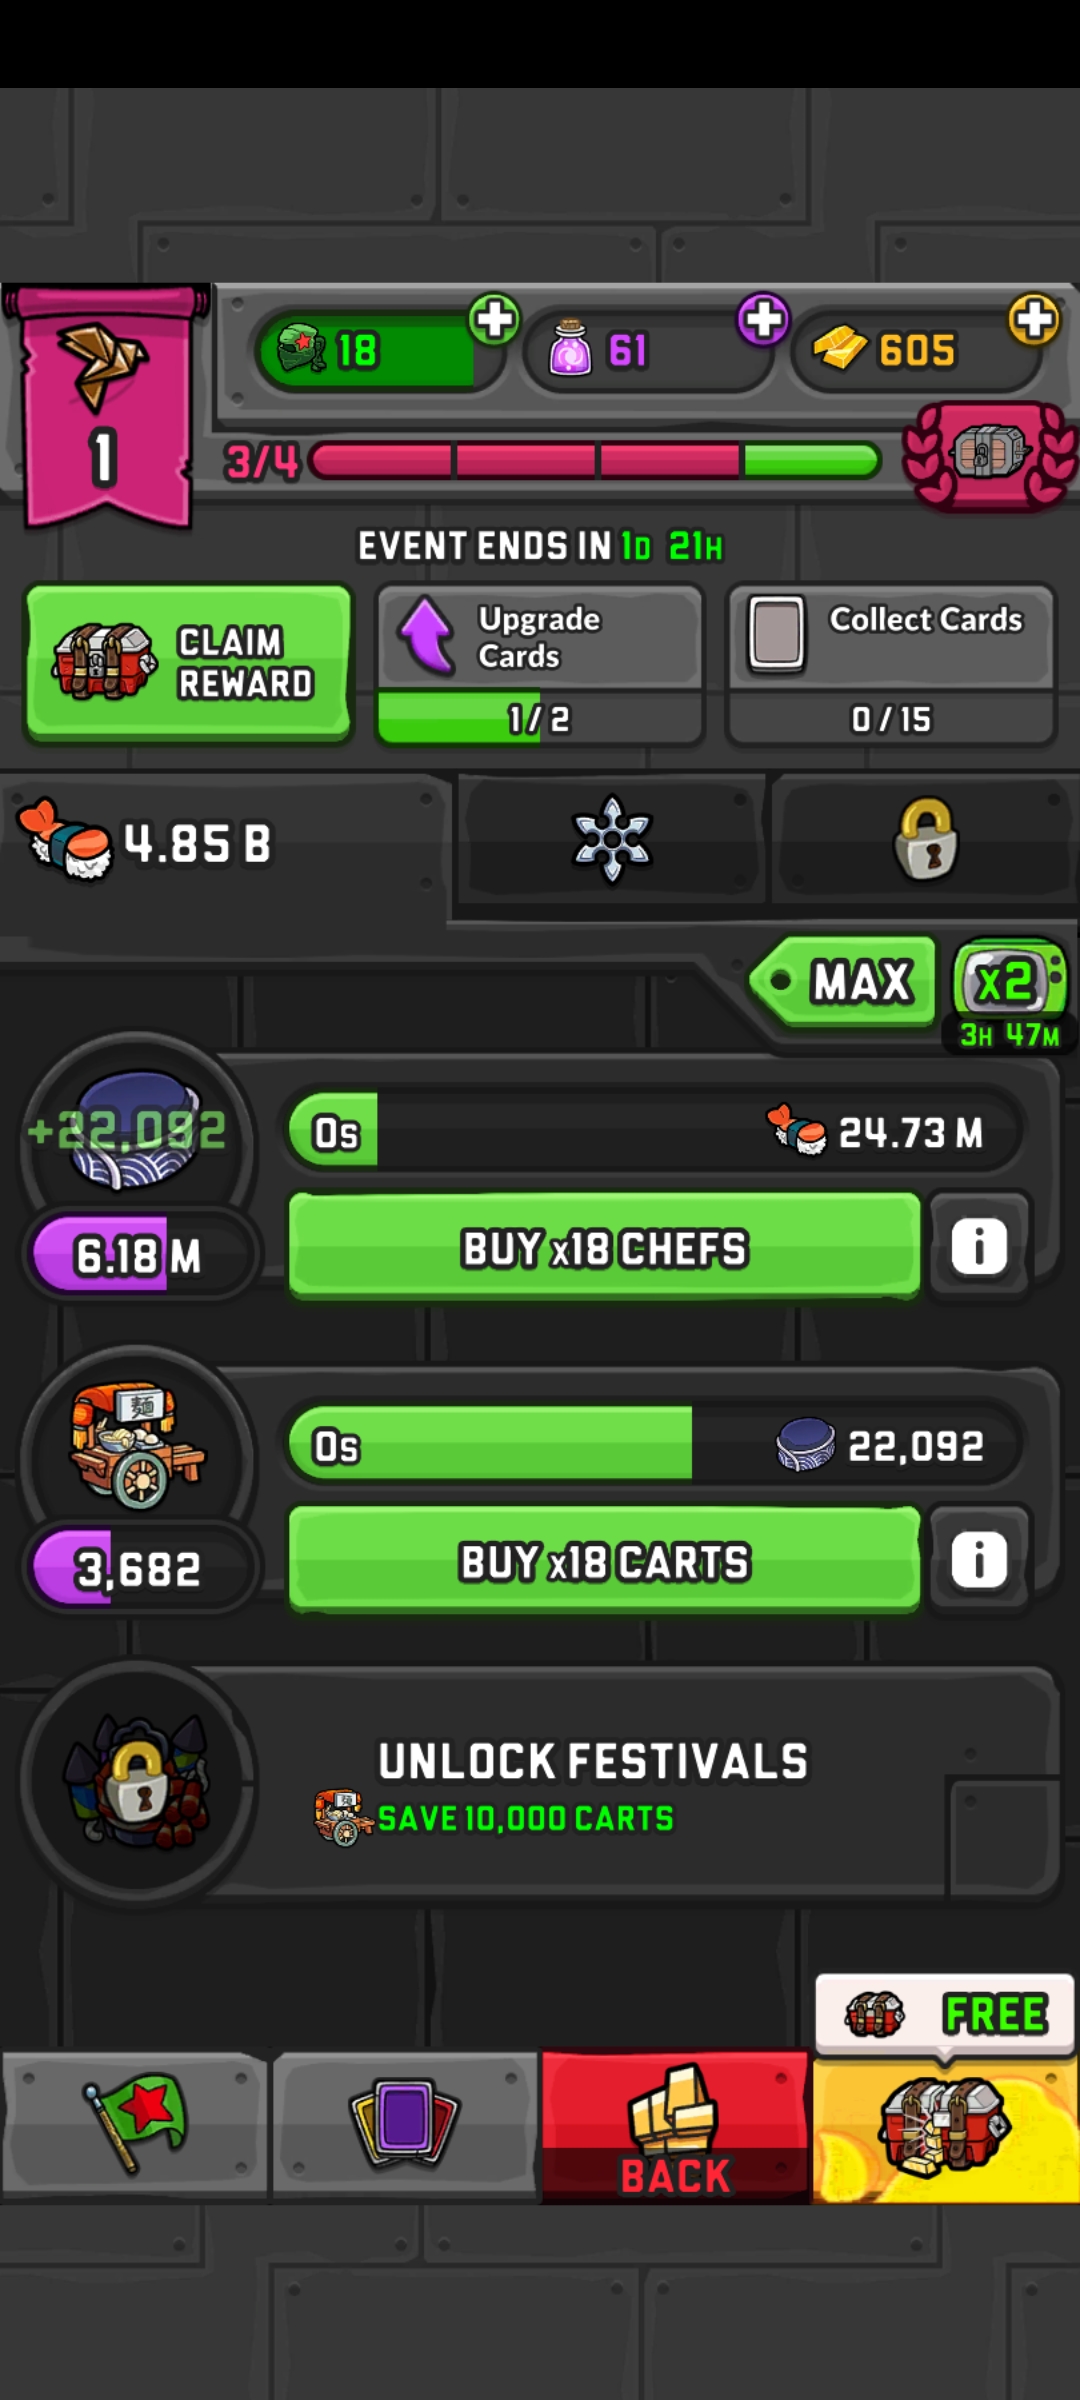 18
61
605
1
3/4
EVENT ENDS IN 1D 21H
CLAIM
REWARD
Upgrade
Cards
1 / 2
Collect Cards
0 / 15
4.85 B
MAX
x2
3H 47M
+22,092
0s
24.73 M
6.18 M
BUY x18 CHEFS
i
麺
0s
22,092
3,682
BUY x18 CARTS
i
UNLOCK FESTIVALS
SAVE 10,000 CARTS
FREE
BACK